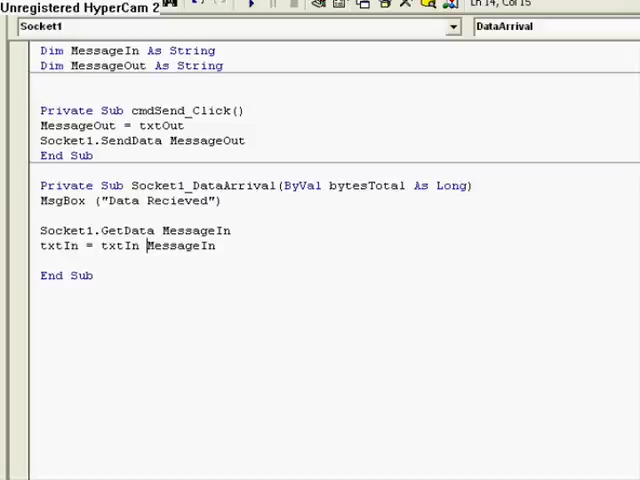 Unregistered HyperCam 2
Ln 14, Col 15
Socket1
DataArrival
Dim MessageIn As String
Dim MessageOut As String
Private Sub cmdSend_Click()
MessageOut = txtOut
Socket1.SendData MessageOut
End Sub
Private Sub Socket1_DataArrival(ByVal bytesTotal As Long)
MsgBox ("Data Recieved")
Socket1.GetData MessageIn
txtIn = txtIn MessageIn
End Sub